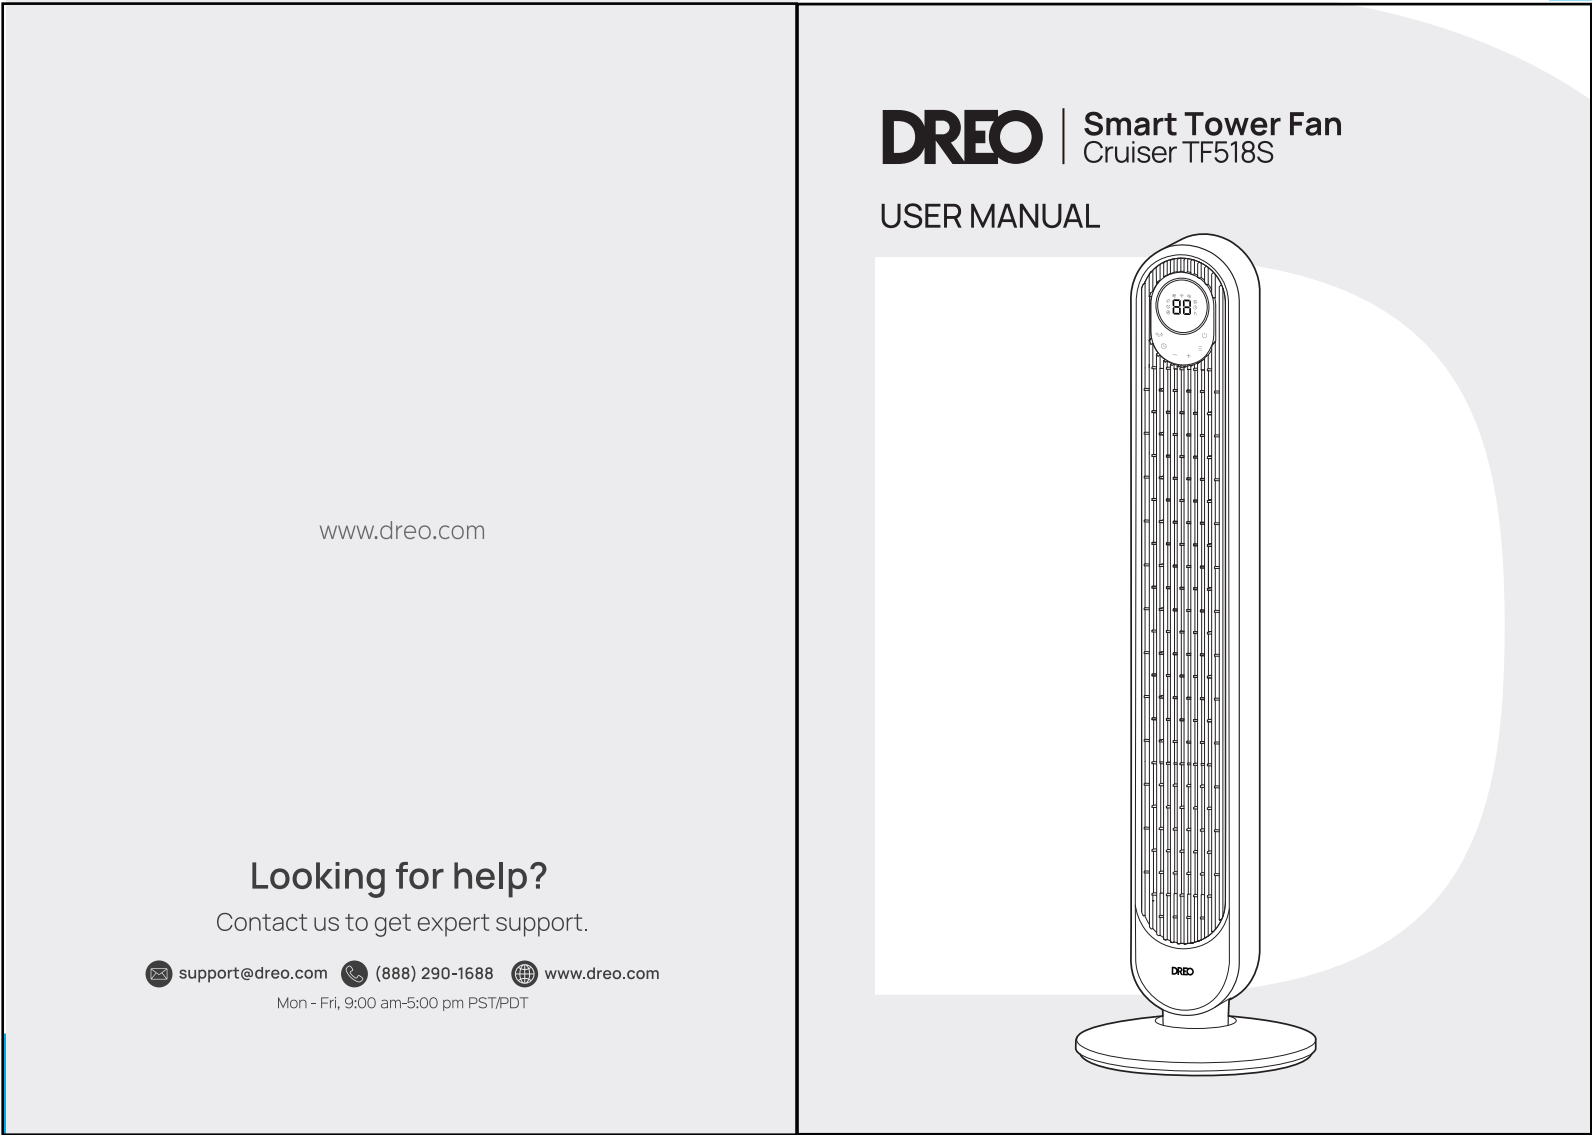 www.dreo.com
Looking for help?
Contact us to get expert support.
support@dreo.com (888) 290-1688 www.dreo.com
Mon - Fri, 9:00 am-5:00 pm PST/PDT
DREO
Smart Tower Fan
Cruiser TF518S
USER MANUAL
88
DREO